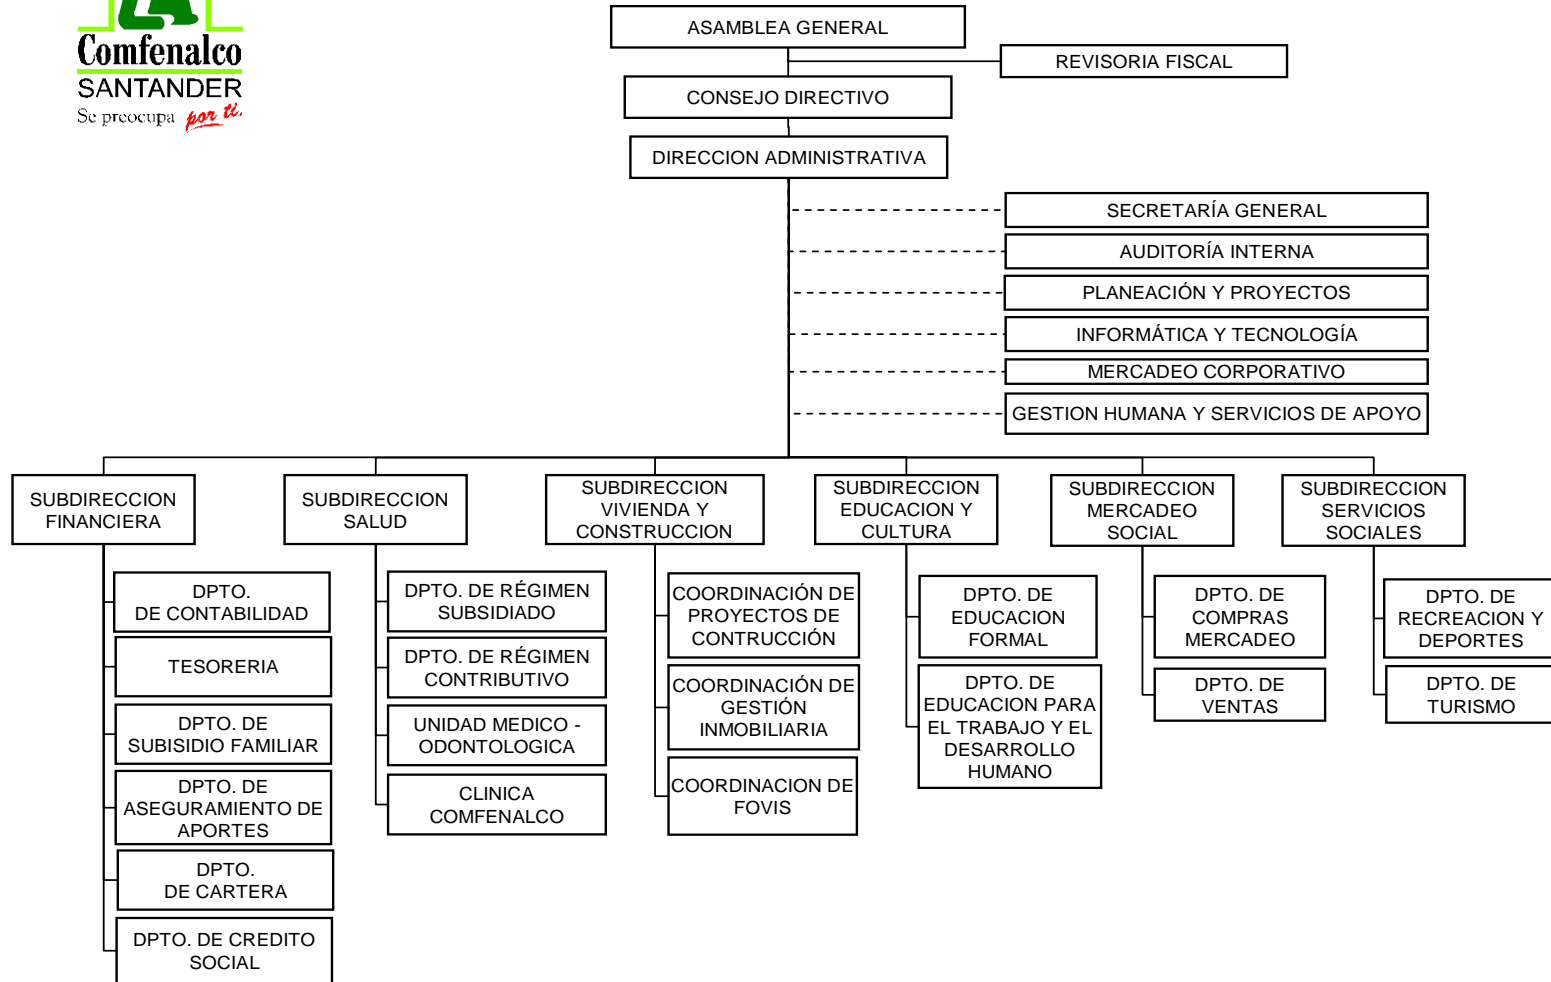 Comfenalco
SANTANDER
Se preocupa por ti.
ASAMBLEA GENERAL
REVISORIA FISCAL
CONSEJO DIRECTIVO
DIRECCION ADMINISTRATIVA
SECRETARÍA GENERAL
AUDITORÍA INTERNA
PLANEACIÓN Y PROYECTOS
INFORMÁTICA Y TECNOLOGÍA
MERCADEO CORPORATIVO
GESTION HUMANA Y SERVICIOS DE APOYO
SUBDIRECCION
FINANCIERA
DPTO.
DE CONTABILIDAD
TESORERIA
DPTO. DE
SUBISIDIO FAMILIAR
DPTO. DE
ASEGURAMIENTO DE
APORTES
DPTO.
DE CARTERA
DPTO. DE CREDITO
SOCIAL
SUBDIRECCION
SALUD
DPTO. DE RÉGIMEN
SUBSIDIADO
DPTO. DE RÉGIMEN
CONTRIBUTIVO
UNIDAD MEDICO -
ODONTOLOGICA
CLINICA
COMFENALCO
SUBDIRECCION
VIVIENDA Y
CONSTRUCCION
COORDINACIÓN DE
PROYECTOS DE
CONTRUCCIÓN
COORDINACIÓN DE
GESTIÓN
INMOBILIARIA
COORDINACION DE
FOVIS
SUBDIRECCION
EDUCACION Y
CULTURA
DPTO. DE
EDUCACION
FORMAL
DPTO. DE
EDUCACION PARA
EL TRABAJO Y EL
DESARROLLO
HUMANO
SUBDIRECCION
MERCADEO
SOCIAL
DPTO. DE
COMPRAS
MERCADEO
DPTO. DE
VENTAS
SUBDIRECCION
SERVICIOS
SOCIALES
DPTO. DE
RECREACION Y
DEPORTES
DPTO. DE
TURISMO